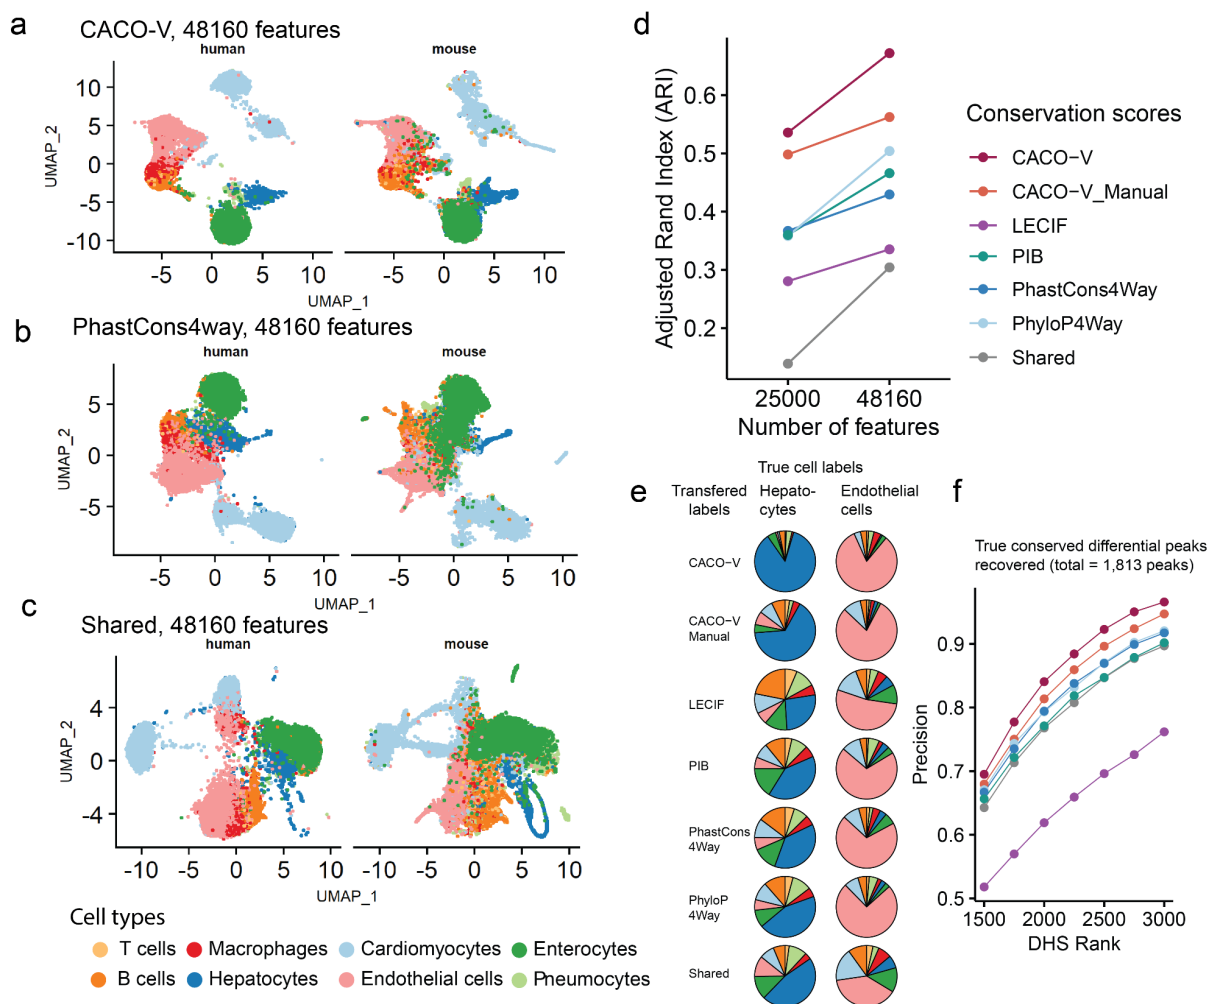 a
CACO-V, 48160 features
human
mouse
UMAP_2
10
5
0
-5
-10
-5
0
5
10
-5
0
5
10
UMAP_1
b
PhastCons4way, 48160 features
human
mouse
UMAP_2
5
0
-5
-5
0
5
10
-5
0
5
10
UMAP_1
c
Shared, 48160 features
human
mouse
UMAP_2
4
0
-4
-10
-5
0
5
10
-10
-5
0
5
10
UMAP_1
Cell types
T cells
Macrophages
Cardiomyocytes
Enterocytes
B cells
Hepatocytes
Endothelial cells
Pneumocytes
d
Adjusted Rand Index (ARI)
0.6
0.5
0.4
0.3
0.2
25000
48160
Number of features
Conservation scores
CACO−V
CACO−V_Manual
LECIF
PIB
PhastCons4Way
PhyloP4Way
Shared
e
True cell labels
Transfered
labels
Hepato-
cytes
Endothelial
cells
CACO−V
CACO−V
Manual
LECIF
PIB
PhastCons
4Way
PhyloP
4Way
Shared
f
True conserved differential peaks
recovered (total = 1,813 peaks)
Precision
0.9
0.8
0.7
0.6
0.5
1500
2000
2500
3000
DHS Rank